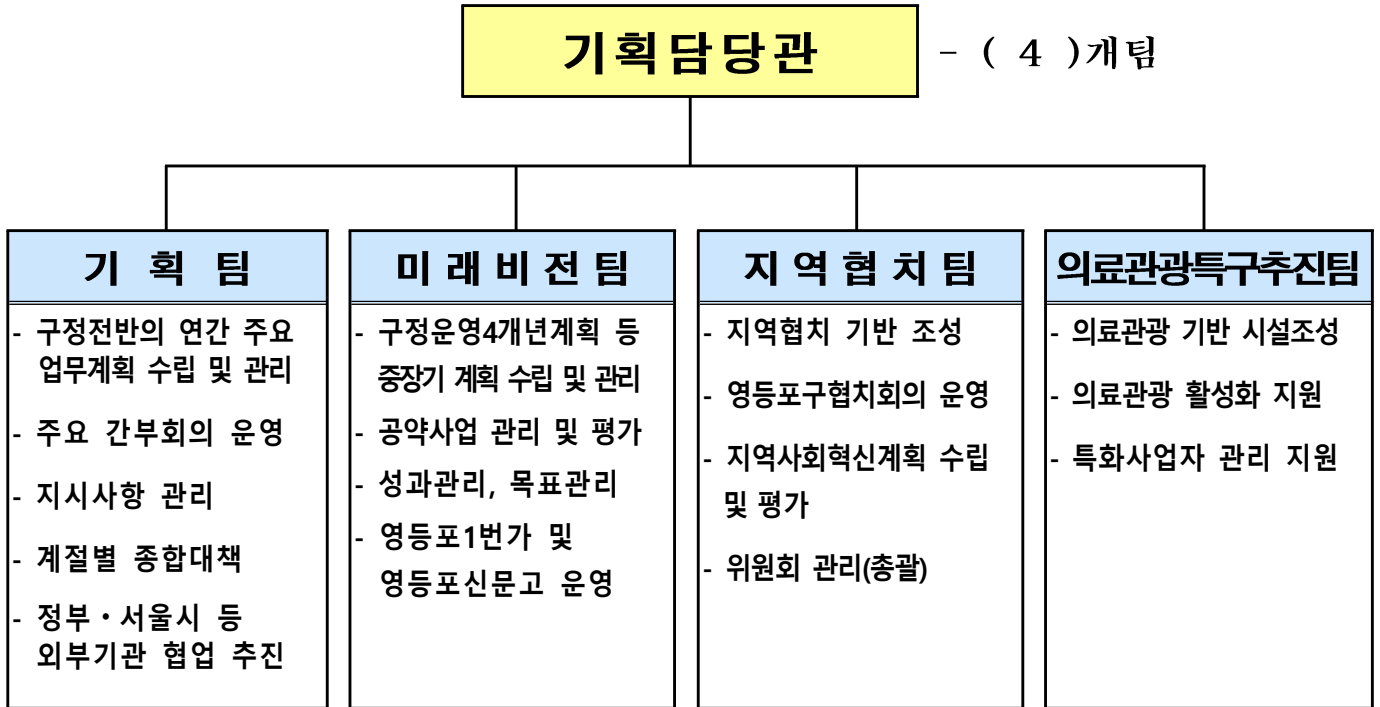 기획담당관
- ( 4 )개팀
기 획 팀
- 구정전반의 연간 주요
업무계획 수립 및 관리
- 주요 간부회의 운영
- 지시사항 관리
- 계절별 종합대책
- 정부・서울시 등
외부기관 협업 추진
미래비전팀
- 구정운영4개년계획 등
중장기 계획 수립 및 관리
- 공약사업 관리 및 평가
- 성과관리, 목표관리
- 영등포1번가 및
영등포신문고 운영
지역협치팀
- 지역협치 기반 조성
- 영등포구협치회의 운영
- 지역사회혁신계획 수립
및 평가
- 위원회 관리(총괄)
의료관광특구추진팀
- 의료관광 기반 시설조성
- 의료관광 활성화 지원
- 특화사업자 관리 지원